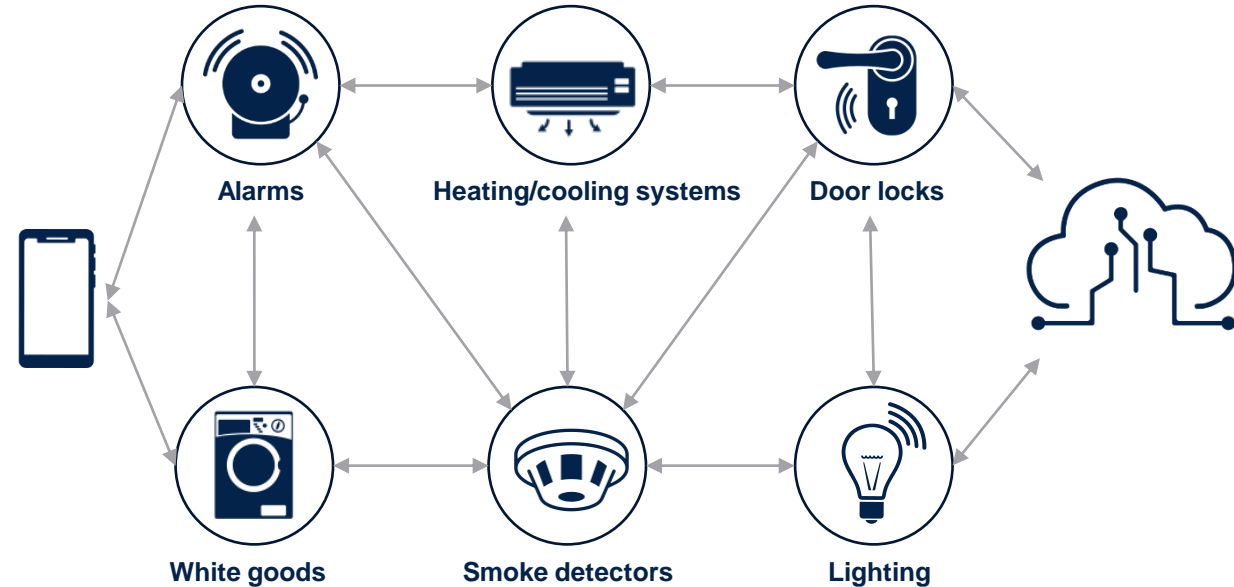 Alarms
Heating/cooling systems
Door locks
White goods
Smoke detectors
Lighting